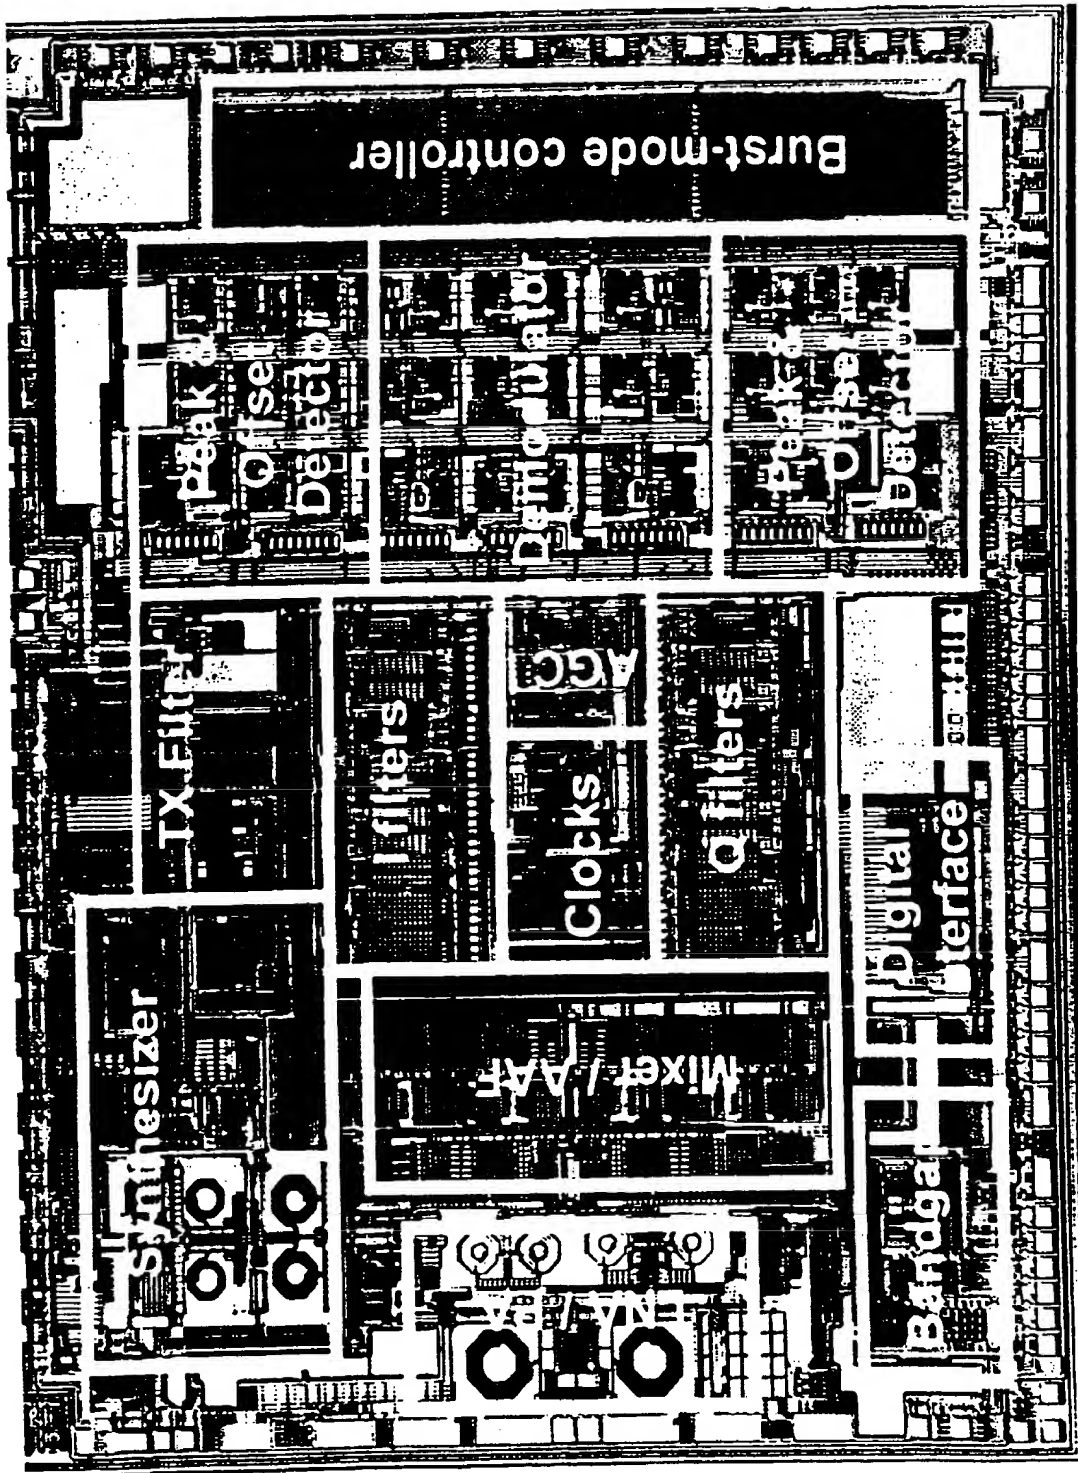 Burst-mode controller
Peak &
Offset
Detector
Demodulator
Peak &
Offset
Detector
TX Filter
I filters
AGC
Clocks
Q filters
Digital
Interface
Synthesizer
Mixer / AAF
LNA /
Bandgap